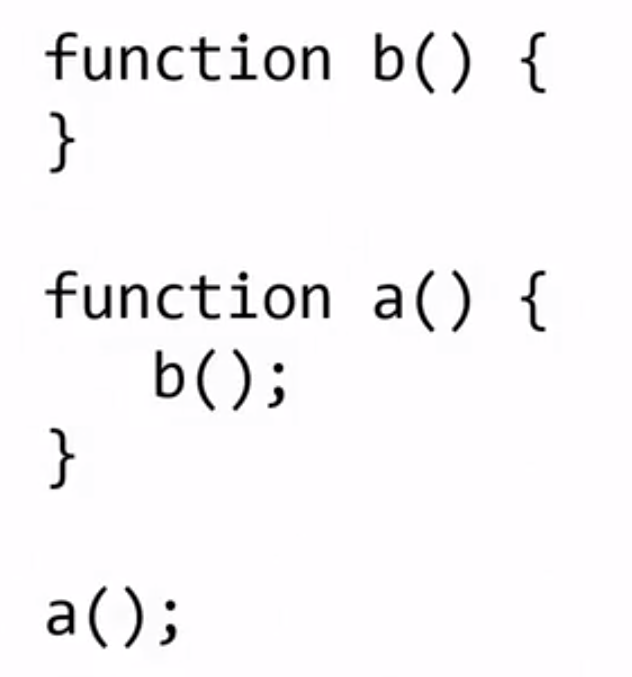 function b() {
}
function a() {
b();
}
a();